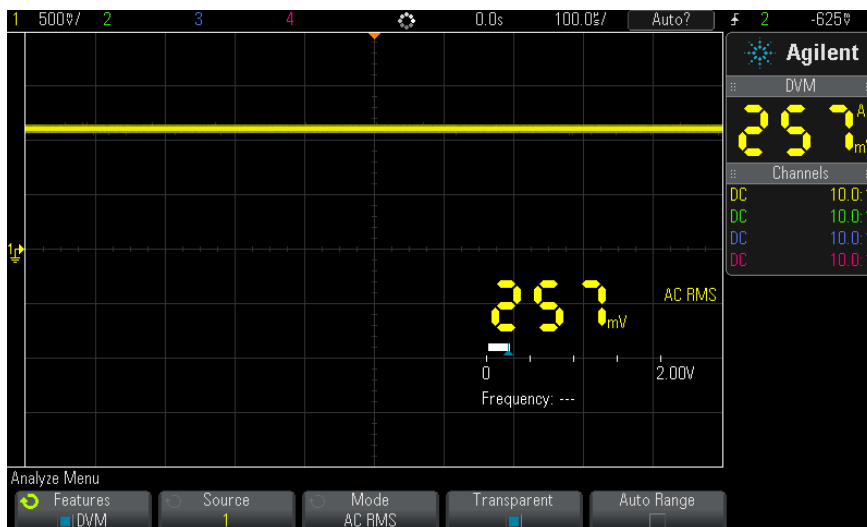 1 500mV/ 2 3 4 0.0s 100.0s/ Auto? 2 -625mV
Agilent
DVM
257 mV
Channels
DC 10.0:
DC 10.0:
DC 10.0:
DC 10.0:
1
257 mV AC RMS
0 2.00V
Frequency: ---
Analyze Menu
Features Source Mode Transparent Auto Range
DVM 1 AC RMS